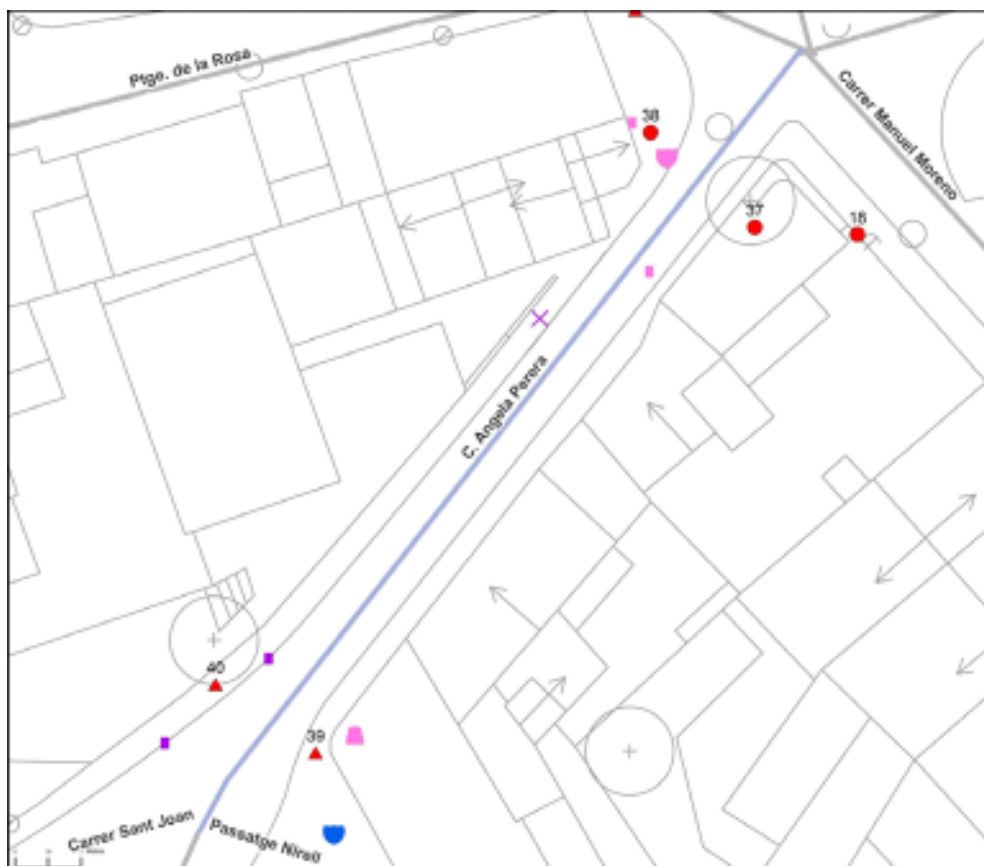 Ptge. de la Rosa
38
Carrer Manuel Moreno
37
18
C. Angela Perera
40
39
Carrer Sant Joan
Passatge Nirell